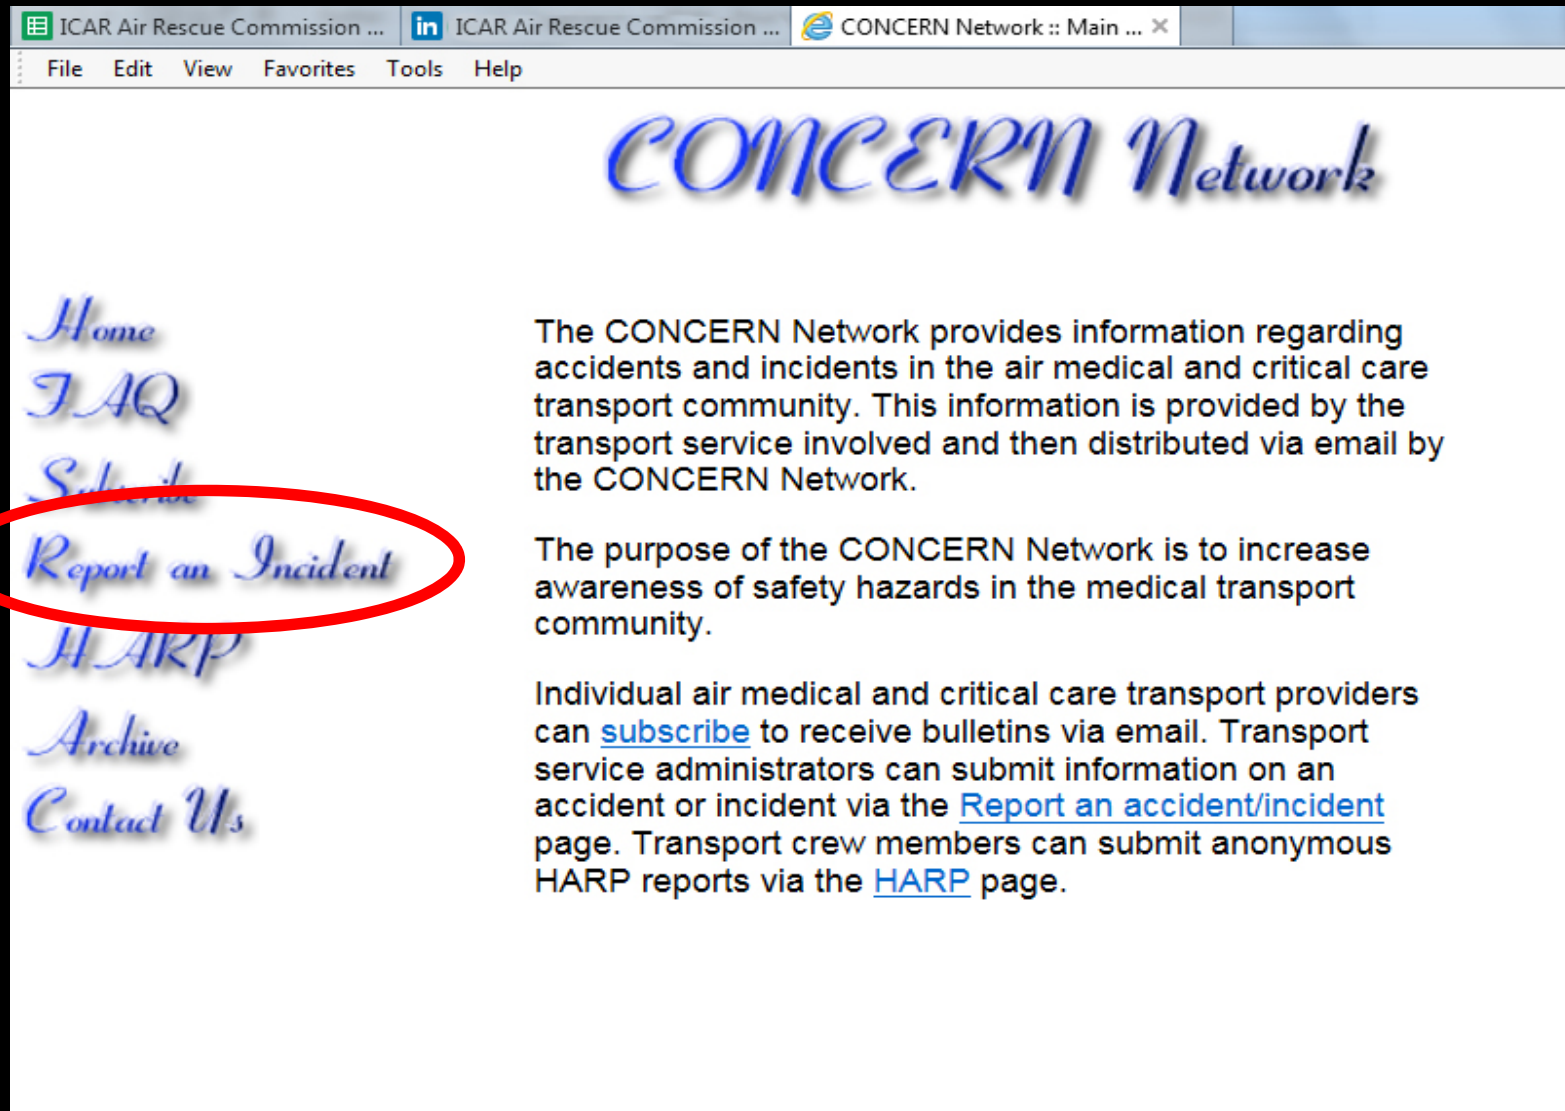 ICAR Air Rescue Commission ... ICAR Air Rescue Commission ... CONCERN Network :: Main ...
File Edit View Favorites Tools Help
CONCERN Network
Home
FAQ
Subscribe
Report an Incident
HARP
Archive
Contact Us
The CONCERN Network provides information regarding
accidents and incidents in the air medical and critical care
transport community. This information is provided by the
transport service involved and then distributed via email by
the CONCERN Network.
The purpose of the CONCERN Network is to increase
awareness of safety hazards in the medical transport
community.
Individual air medical and critical care transport providers
can subscribe to receive bulletins via email. Transport
service administrators can submit information on an
accident or incident via the Report an accident/incident
page. Transport crew members can submit anonymous
HARP reports via the HARP page.